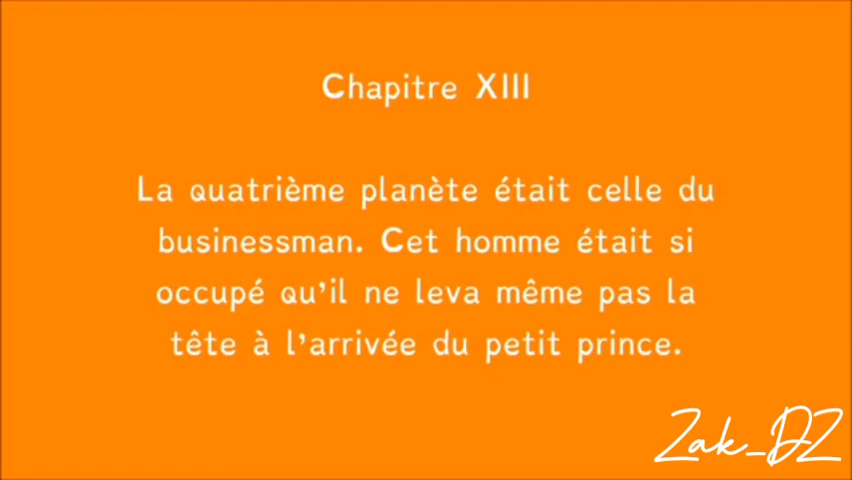 Chapitre XIII
La quatrième planète était celle du
businessman. Cet homme était si
occupé qu'il ne leva même pas la
tête à l'arrivée du petit prince.
Zak_DZ